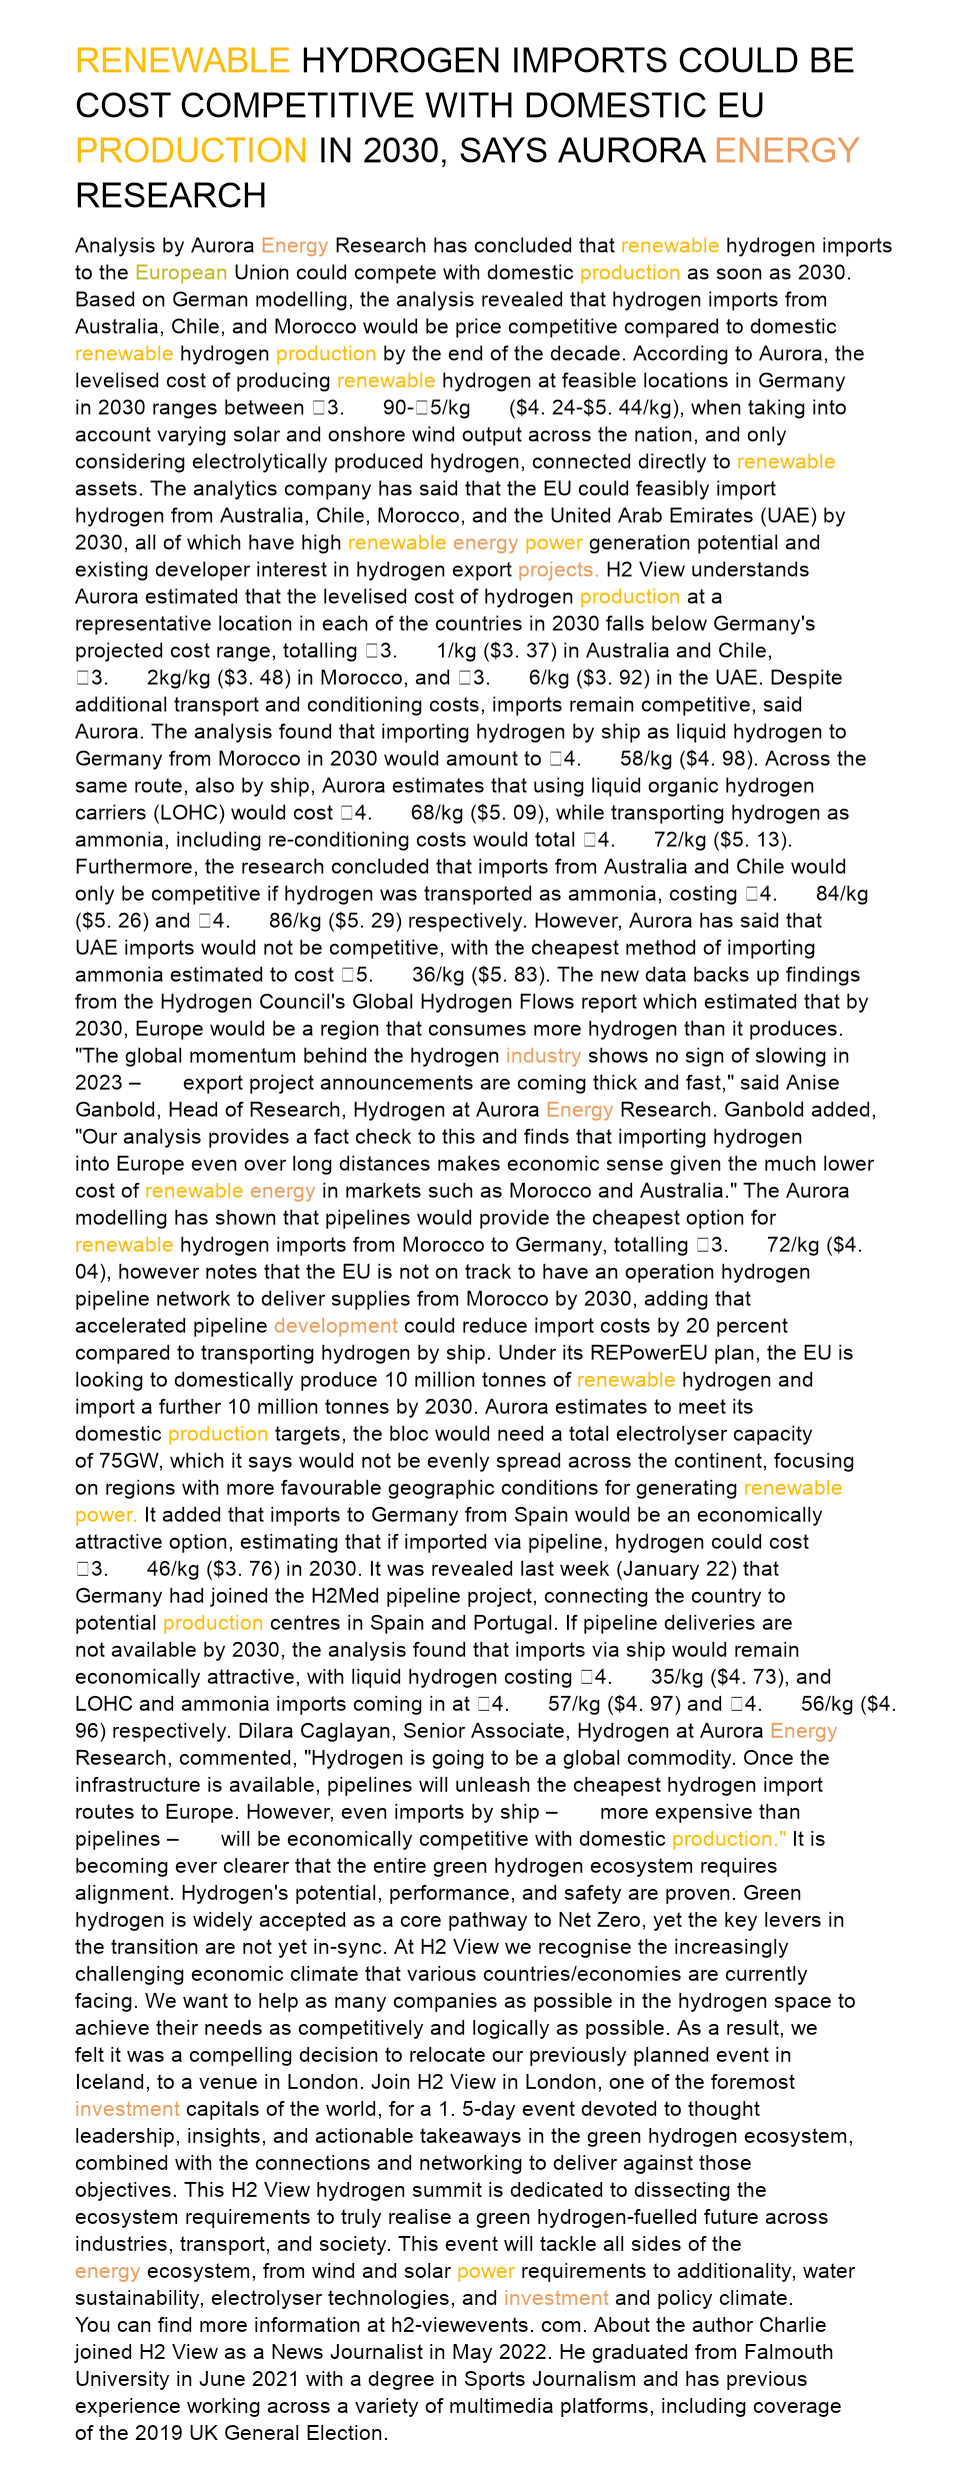 RENEWABLE HYDROGEN IMPORTS COULD BE
COST COMPETITIVE WITH DOMESTIC EU
PRODUCTION IN 2030, SAYS AURORA ENERGY
RESEARCH
Analysis by Aurora Energy Research has concluded that renewable hydrogen imports
to the European Union could compete with domestic production as soon as 2030.
Based on German modelling, the analysis revealed that hydrogen imports from
Australia, Chile, and Morocco would be price competitive compared to domestic
renewable hydrogen production by the end of the decade. According to Aurora, the
levelised cost of producing renewable hydrogen at feasible locations in Germany
in 2030 ranges between □3. 90-□5/kg ($4. 24-$5. 44/kg), when taking into
account varying solar and onshore wind output across the nation, and only
considering electrolytically produced hydrogen, connected directly to renewable
assets. The analytics company has said that the EU could feasibly import
hydrogen from Australia, Chile, Morocco, and the United Arab Emirates (UAE) by
2030, all of which have high renewable energy power generation potential and
existing developer interest in hydrogen export projects. H2 View understands
Aurora estimated that the levelised cost of hydrogen production at a
representative location in each of the countries in 2030 falls below Germany's
projected cost range, totalling □3. 1/kg ($3. 37) in Australia and Chile,
□3. 2kg/kg ($3. 48) in Morocco, and □3. 6/kg ($3. 92) in the UAE. Despite
additional transport and conditioning costs, imports remain competitive, said
Aurora. The analysis found that importing hydrogen by ship as liquid hydrogen to
Germany from Morocco in 2030 would amount to □4. 58/kg ($4. 98). Across the
same route, also by ship, Aurora estimates that using liquid organic hydrogen
carriers (LOHC) would cost □4. 68/kg ($5. 09), while transporting hydrogen as
ammonia, including re-conditioning costs would total □4. 72/kg ($5. 13).
Furthermore, the research concluded that imports from Australia and Chile would
only be competitive if hydrogen was transported as ammonia, costing □4. 84/kg
($5. 26) and □4. 86/kg ($5. 29) respectively. However, Aurora has said that
UAE imports would not be competitive, with the cheapest method of importing
ammonia estimated to cost □5. 36/kg ($5. 83). The new data backs up findings
from the Hydrogen Council's Global Hydrogen Flows report which estimated that by
2030, Europe would be a region that consumes more hydrogen than it produces.
"The global momentum behind the hydrogen industry shows no sign of slowing in
2023 – export project announcements are coming thick and fast," said Anise
Ganbold, Head of Research, Hydrogen at Aurora Energy Research. Ganbold added,
"Our analysis provides a fact check to this and finds that importing hydrogen
into Europe even over long distances makes economic sense given the much lower
cost of renewable energy in markets such as Morocco and Australia." The Aurora
modelling has shown that pipelines would provide the cheapest option for
renewable hydrogen imports from Morocco to Germany, totalling □3. 72/kg ($4.
04), however notes that the EU is not on track to have an operation hydrogen
pipeline network to deliver supplies from Morocco by 2030, adding that
accelerated pipeline development could reduce import costs by 20 percent
compared to transporting hydrogen by ship. Under its REPowerEU plan, the EU is
looking to domestically produce 10 million tonnes of renewable hydrogen and
import a further 10 million tonnes by 2030. Aurora estimates to meet its
domestic production targets, the bloc would need a total electrolyser capacity
of 75GW, which it says would not be evenly spread across the continent, focusing
on regions with more favourable geographic conditions for generating renewable
power. It added that imports to Germany from Spain would be an economically
attractive option, estimating that if imported via pipeline, hydrogen could cost
□3. 46/kg ($3. 76) in 2030. It was revealed last week (January 22) that
Germany had joined the H2Med pipeline project, connecting the country to
potential production centres in Spain and Portugal. If pipeline deliveries are
not available by 2030, the analysis found that imports via ship would remain
economically attractive, with liquid hydrogen costing □4. 35/kg ($4. 73), and
LOHC and ammonia imports coming in at □4. 57/kg ($4. 97) and □4. 56/kg ($4.
96) respectively. Dilara Caglayan, Senior Associate, Hydrogen at Aurora Energy
Research, commented, "Hydrogen is going to be a global commodity. Once the
infrastructure is available, pipelines will unleash the cheapest hydrogen import
routes to Europe. However, even imports by ship – more expensive than
pipelines – will be economically competitive with domestic production." It is
becoming ever clearer that the entire green hydrogen ecosystem requires
alignment. Hydrogen's potential, performance, and safety are proven. Green
hydrogen is widely accepted as a core pathway to Net Zero, yet the key levers in
the transition are not yet in-sync. At H2 View we recognise the increasingly
challenging economic climate that various countries/economies are currently
facing. We want to help as many companies as possible in the hydrogen space to
achieve their needs as competitively and logically as possible. As a result, we
felt it was a compelling decision to relocate our previously planned event in
Iceland, to a venue in London. Join H2 View in London, one of the foremost
investment capitals of the world, for a 1. 5-day event devoted to thought
leadership, insights, and actionable takeaways in the green hydrogen ecosystem,
combined with the connections and networking to deliver against those
objectives. This H2 View hydrogen summit is dedicated to dissecting the
ecosystem requirements to truly realise a green hydrogen-fuelled future across
industries, transport, and society. This event will tackle all sides of the
energy ecosystem, from wind and solar power requirements to additionality, water
sustainability, electrolyser technologies, and investment and policy climate.
You can find more information at h2-viewevents. com. About the author Charlie
joined H2 View as a News Journalist in May 2022. He graduated from Falmouth
University in June 2021 with a degree in Sports Journalism and has previous
experience working across a variety of multimedia platforms, including coverage
of the 2019 UK General Election.